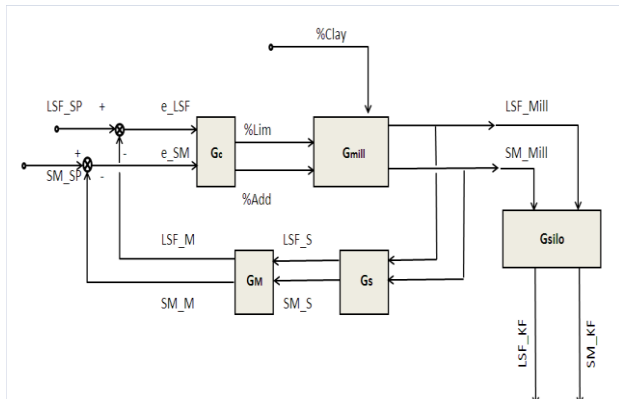 %Clay
LSF_SP
+
e_LSF
%Lim
LSF_Mill
+
-
e_SM
Gc
Gmill
SM_Mill
SM_SP
-
%Add
Gsilo
LSF_M
LSF_S
GM
Gs
SM_M
SM_S
LSF_KF
SM_KF